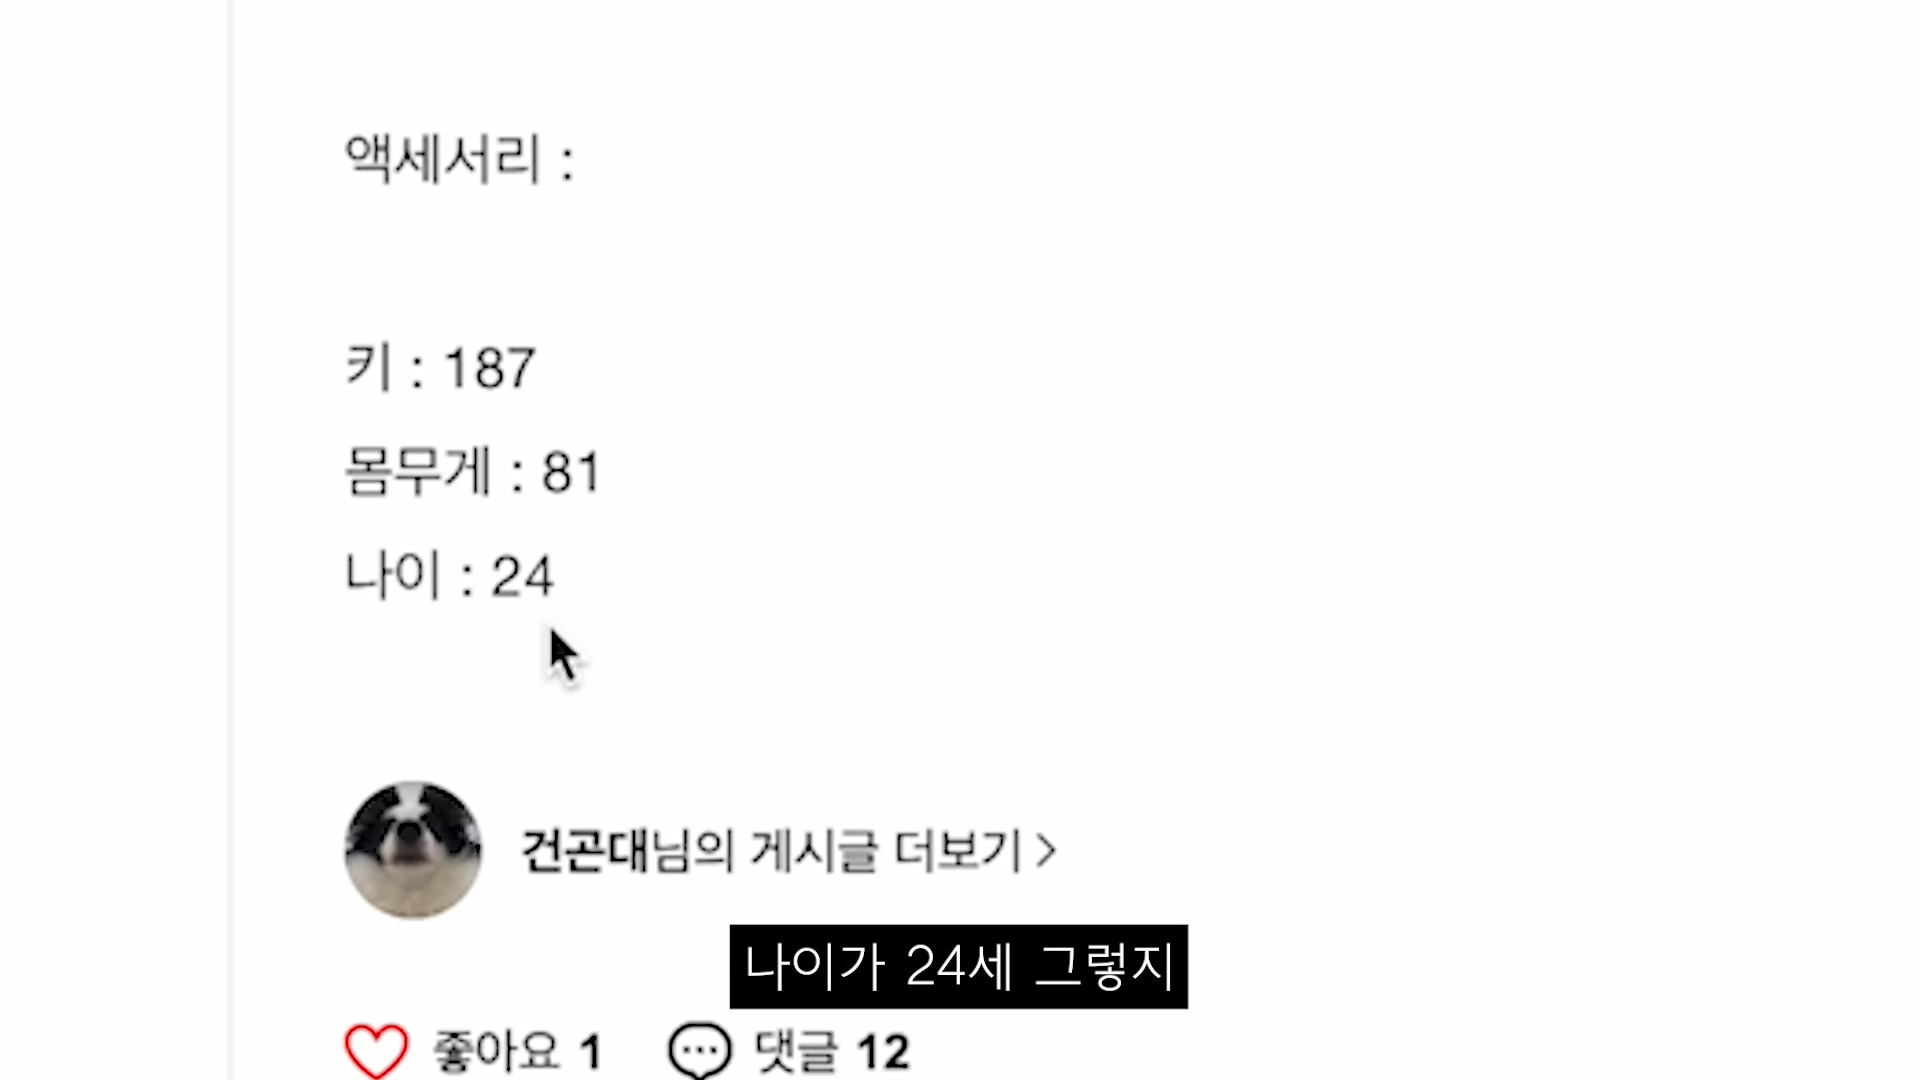 액세서리 :
키 : 187
몸무게 : 81
나이 : 24
건곤대님의 게시글 더보기 >
나이가 24세 그렇지
좋아요 1 댓글 12